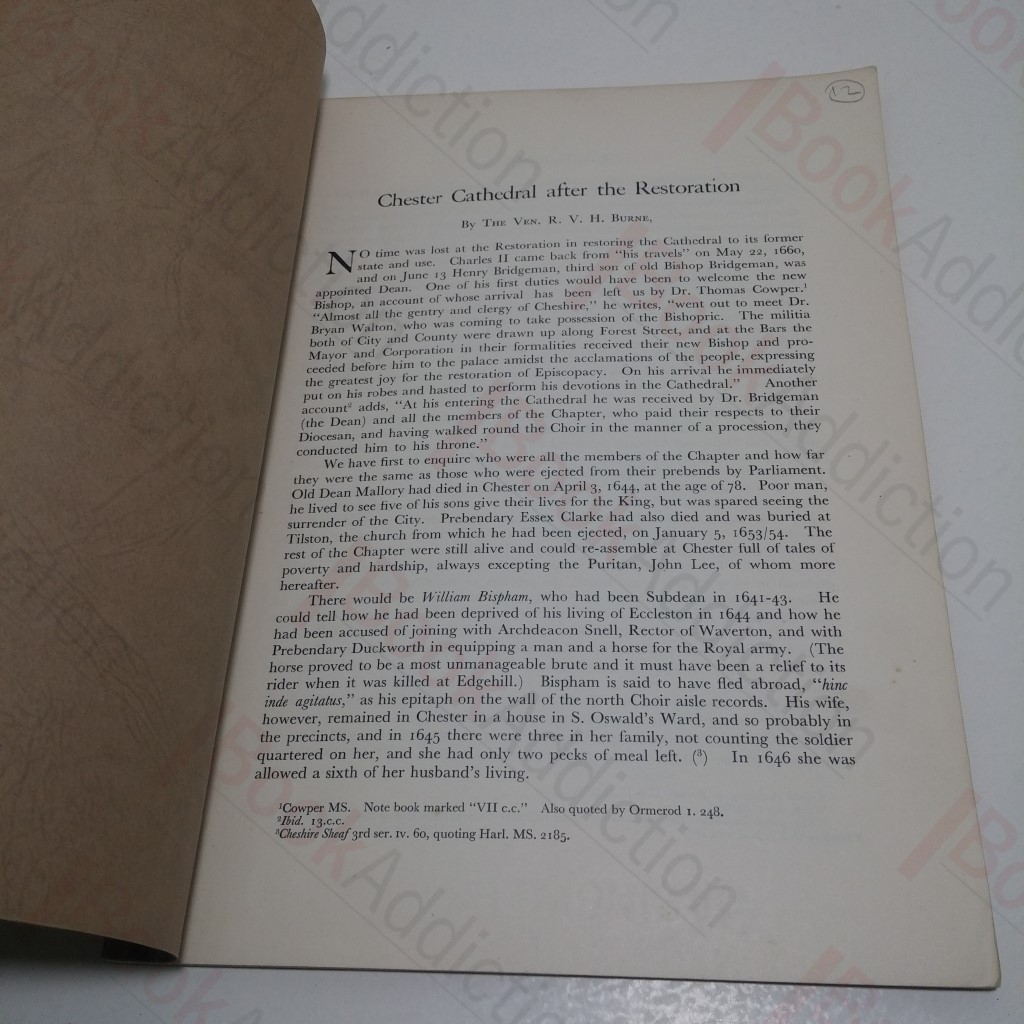 12
Chester Cathedral after the Restoration
By The Ven. R. V. H. Burne,
NO time was lost at the Restoration in restoring the Cathedral to its former
state and use. Charles II came back from "his travels" on May 22, 1660,
and on June 13 Henry Bridgeman, third son of old Bishop Bridgeman, was
appointed Dean. One of his first duties would have been to welcome the new
Bishop, an account of whose arrival has been left us by Dr. Thomas Cowper.¹
"Almost all the gentry and clergy of Cheshire," he writes, "went out to meet Dr.
Bryan Walton, who was coming to take possession of the Bishopric. The militia
both of City and County were drawn up along Forest Street, and at the Bars the
Mayor and Corporation in their formalities received their new Bishop and pro-
ceeded before him to the palace amidst the acclamations of the people, expressing
the greatest joy for the restoration of Episcopacy. On his arrival he immediately
put on his robes and hasted to perform his devotions in the Cathedral." Another
account² adds, "At his entering the Cathedral he was received by Dr. Bridgeman
(the Dean) and all the members of the Chapter, who paid their respects to their
Diocesan, and having walked round the Choir in the manner of a procession, they
conducted him to his throne."
We have first to enquire who were all the members of the Chapter and how far
they were the same as those who were ejected from their prebends by Parliament.
Old Dean Mallory had died in Chester on April 3, 1644, at the age of 78. Poor man,
he lived to see five of his sons give their lives for the King, but was spared seeing the
surrender of the City. Prebendary Essex Clarke had also died and was buried at
Tilston, the church from which he had been ejected, on January 5, 1653/54. The
rest of the Chapter were still alive and could re-assemble at Chester full of tales of
poverty and hardship, always excepting the Puritan, John Lee, of whom more
hereafter.
There would be William Bispham, who had been Subdean in 1641-43. He
could tell how he had been deprived of his living of Eccleston in 1644 and how he
had been accused of joining with Archdeacon Snell, Rector of Waverton, and with
Prebendary Duckworth in equipping a man and a horse for the Royal army. (The
horse proved to be a most unmanageable brute and it must have been a relief to its
rider when it was killed at Edgehill.) Bispham is said to have fled abroad, "hinc
inde agitatus," as his epitaph on the wall of the north Choir aisle records. His wife,
however, remained in Chester in a house in S. Oswald's Ward, and so probably in
the precincts, and in 1645 there were three in her family, not counting the soldier
quartered on her, and she had only two pecks of meal left. (³) In 1646 she was
allowed a sixth of her husband's living.
¹Cowper MS. Note book marked "VII c.c." Also quoted by Ormerod I. 248.
²Ibid. 13.c.c.
³Cheshire Sheaf 3rd ser. IV. 60, quoting Harl. MS. 2185.
BookAddiction